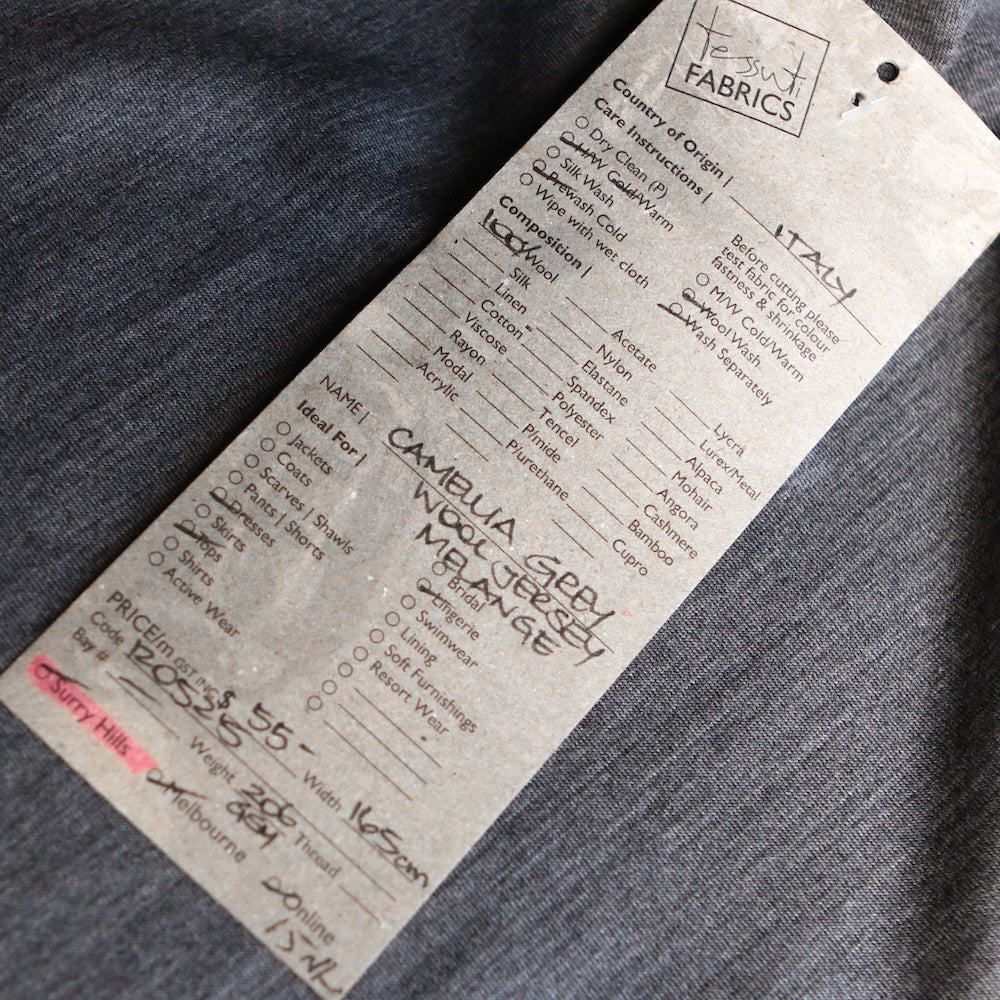 tessuti
FABRICS
Country of Origin | ITALY
Care Instructions |
Dry Clean (P)
H/W Cold/Warm
Silk Wash
Prewash Cold
Wipe with wet cloth
Before cutting please
test fabric for colour
fastness & shrinkage
M/W Cold/Warm
Wool Wash
Wash Separately
Composition |
100% Wool
Silk
Linen
Cotton
Viscose
Rayon
Modal
Acrylic
Acetate
Nylon
Elastane
Spandex
Polyester
Tencel
P/mide
P/urethane
Lycra
Lurex/Metal
Alpaca
Mohair
Angora
Cashmere
Bamboo
Cupro
NAME | CAMELLIA GREY
WOOL JERSEY
MELANGE
Ideal For |
Jackets
Coats
Scarves | Shawls
Pants | Shorts
Dresses
Skirts
Tops
Shirts
Active Wear
Bridal
Lingerie
Swimwear
Lining
Soft Furnishings
Resort Wear
PRICE/m GST INC $ 55-
Code 120525 Width 165cm
Bay # Weight 206 GSM Thread
Surry Hills
Melbourne
Online